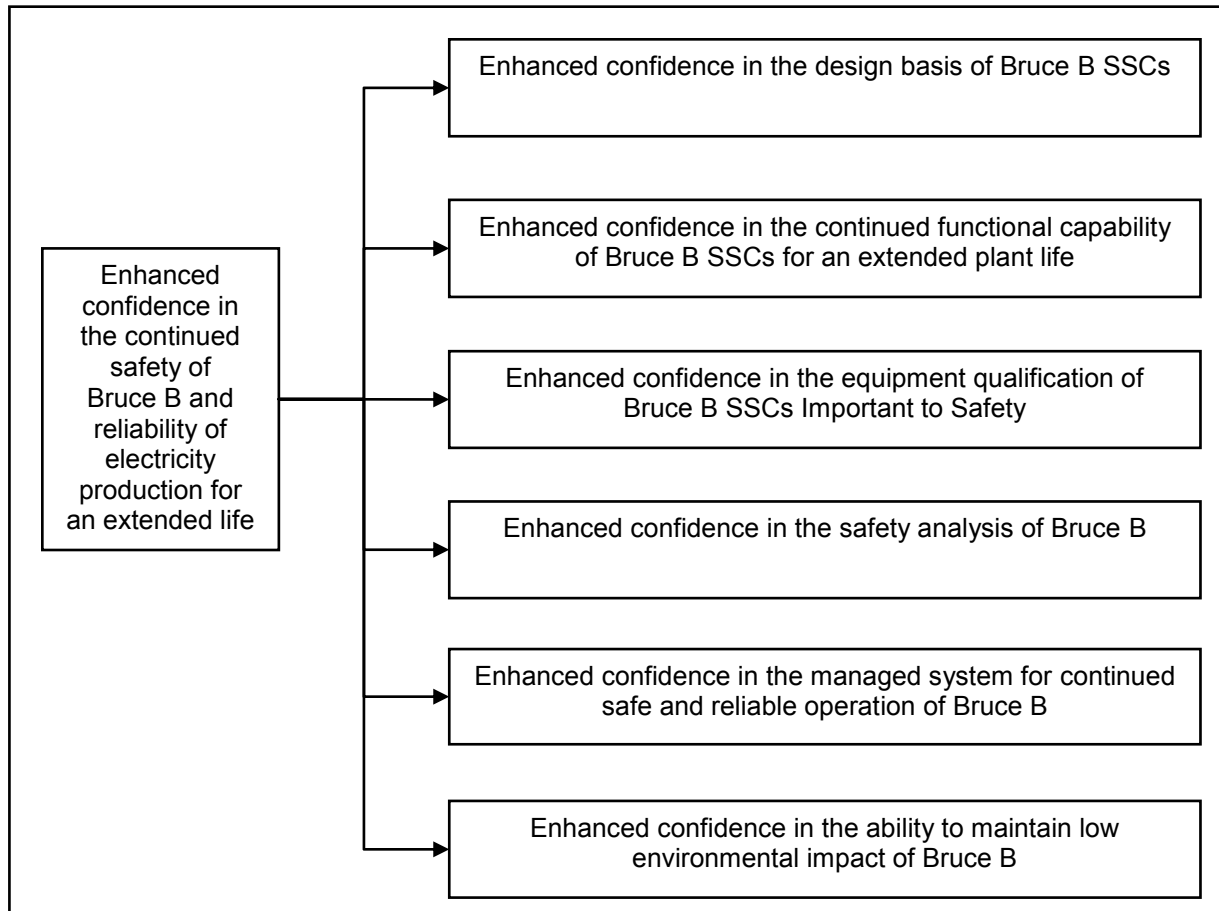 Enhanced confidence in the design basis of Bruce B SSCs
Enhanced confidence in the continued functional capability
of Bruce B SSCs for an extended plant life
Enhanced
confidence in
the continued
safety of
Bruce B and
reliability of
electricity
production for
an extended life
Enhanced confidence in the equipment qualification of
Bruce B SSCs Important to Safety
Enhanced confidence in the safety analysis of Bruce B
Enhanced confidence in the managed system for continued
safe and reliable operation of Bruce B
Enhanced confidence in the ability to maintain low
environmental impact of Bruce B